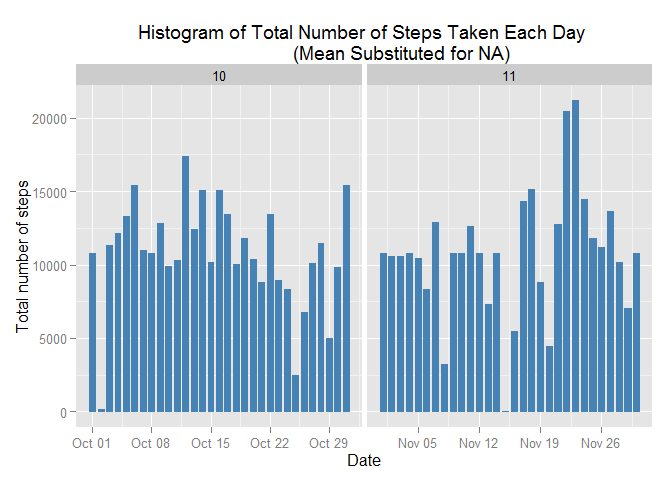 Histogram of Total Number of Steps Taken Each Day
(Mean Substituted for NA)
10
11
Total number of steps
20000
15000
10000
5000
0
Oct 01
Oct 08
Oct 15
Oct 22
Oct 29
Nov 05
Nov 12
Nov 19
Nov 26
Date